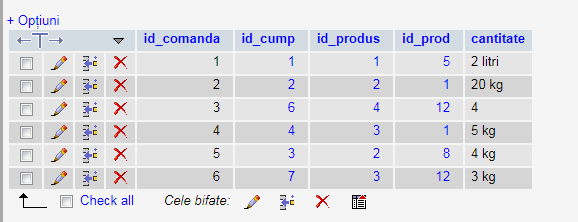 + Opțiuni
id_comanda id_cump id_produs id_prod cantitate
1 1 1 5 2 litri
2 2 2 1 20 kg
3 6 4 12 4
4 4 3 1 5 kg
5 3 2 8 4 kg
6 7 3 12 3 kg
Check all Cele bifate: